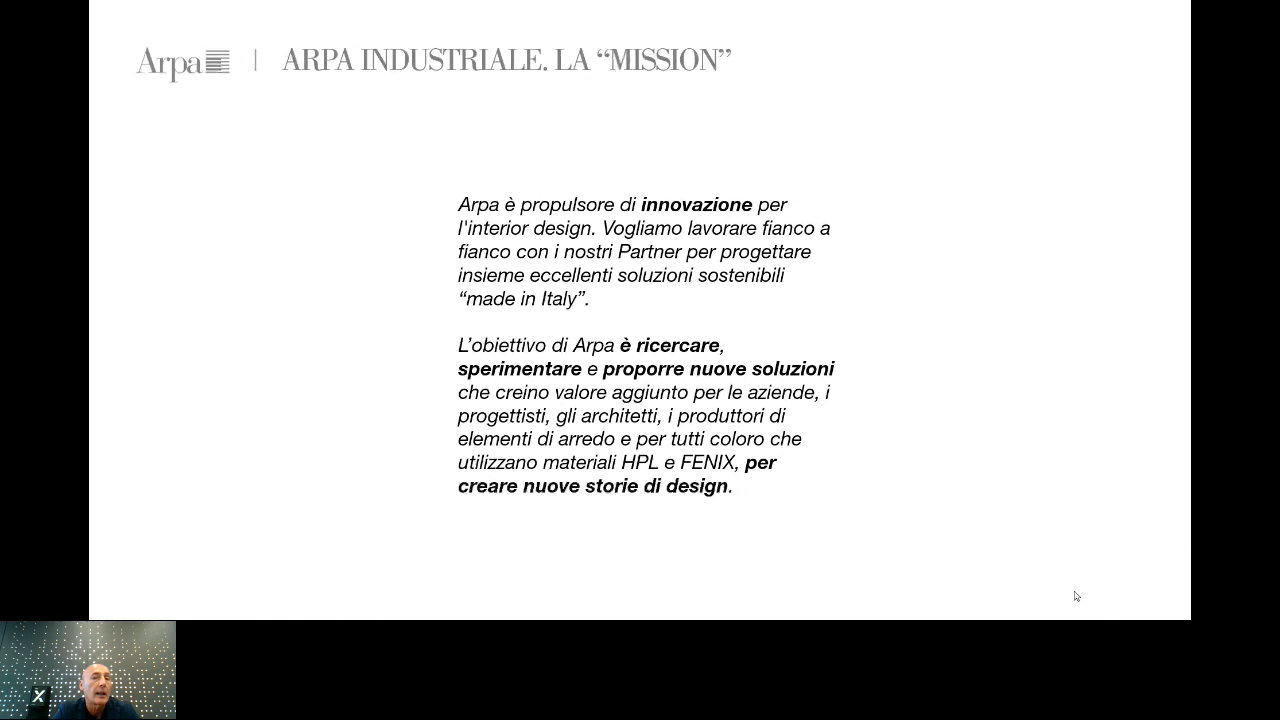 Arpa | ARPA INDUSTRIALE. LA “MISSION”
Arpa è propulsore di innovazione per
l'interior design. Vogliamo lavorare fianco a
fianco con i nostri Partner per progettare
insieme eccellenti soluzioni sostenibili
“made in Italy”.
L’obiettivo di Arpa è ricercare,
sperimentare e proporre nuove soluzioni
che creino valore aggiunto per le aziende, i
progettisti, gli architetti, i produttori di
elementi di arredo e per tutti coloro che
utilizzano materiali HPL e FENIX, per
creare nuove storie di design.
X